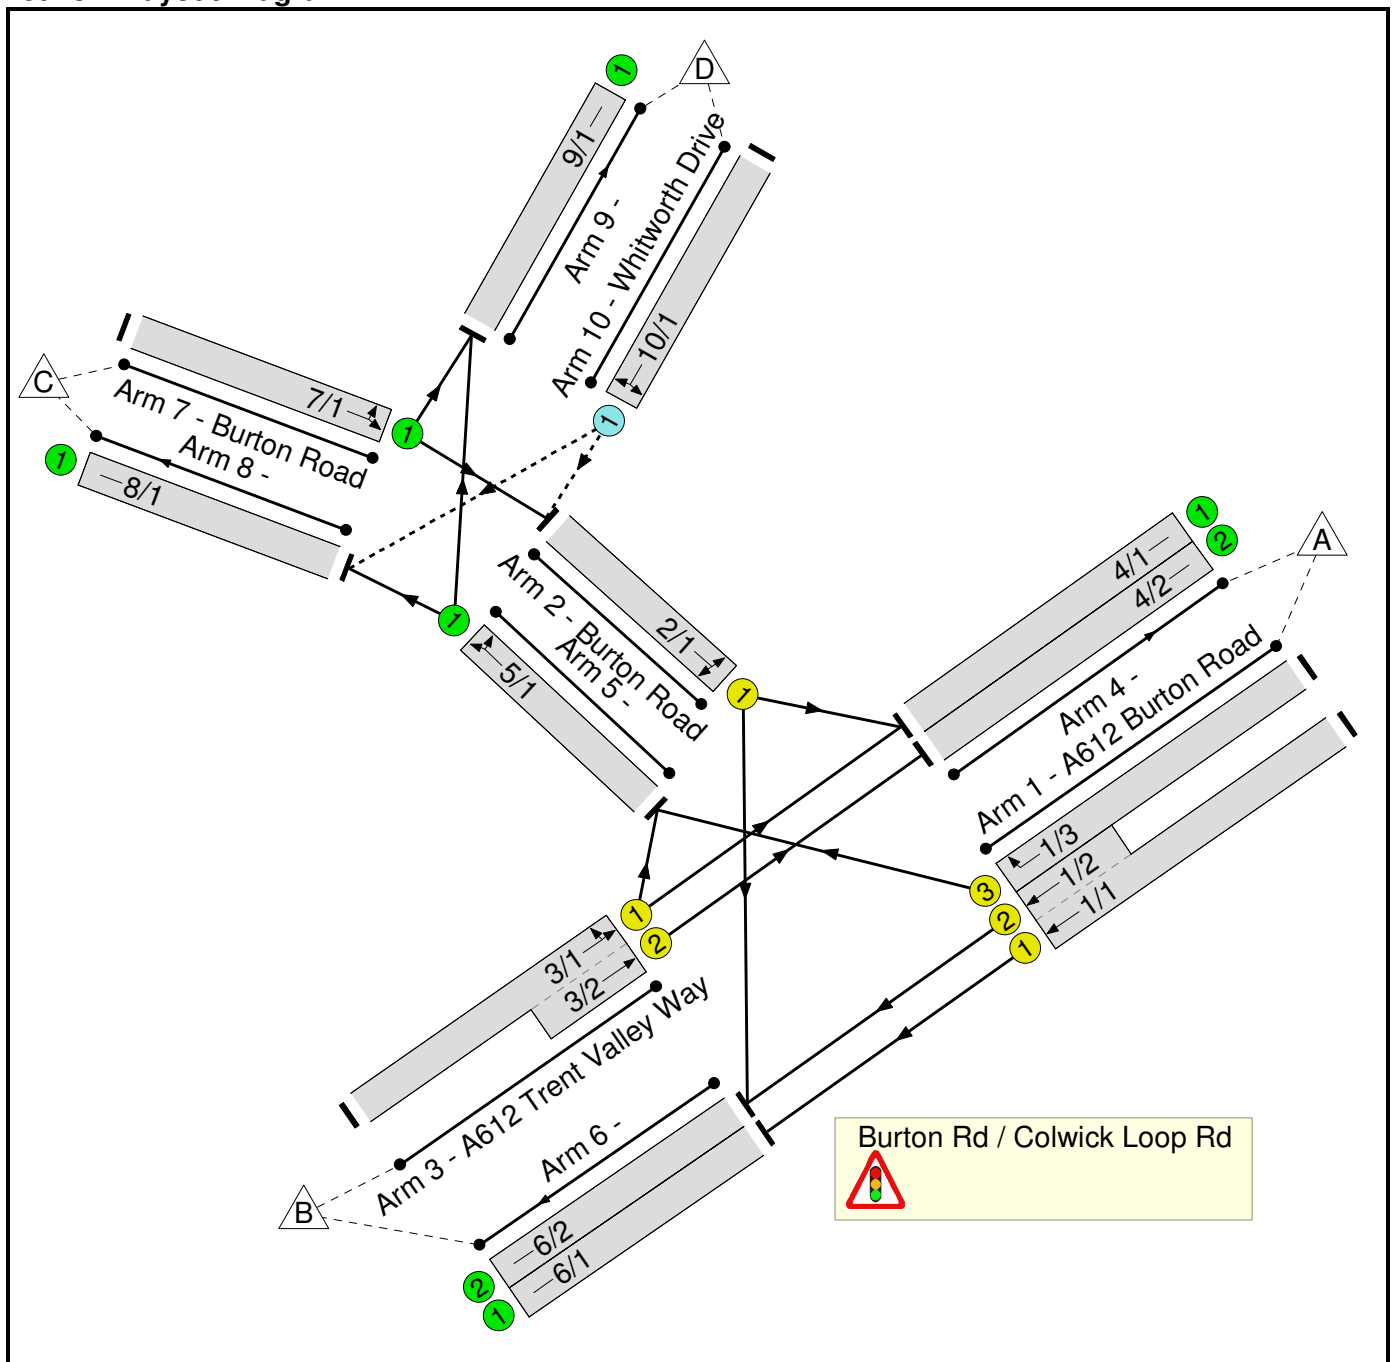 D
1
9/1
Arm 9 -
Arm 10 - Whitworth Drive
10/1
1
C
7/1
1
Arm 7 - Burton Road
Arm 8 -
1
8/1
1
5/1
Arm 2 - Burton Road
Arm 5 -
2/1
1
1
2
A
4/1
4/2
Arm 4 -
Arm 1 - A612 Burton Road
1/3
1/2
1/1
3
2
1
1
2
3/1
3/2
Arm 3 - A612 Trent Valley Way
B
Arm 6 -
6/2
6/1
2
1
Burton Rd / Colwick Loop Rd